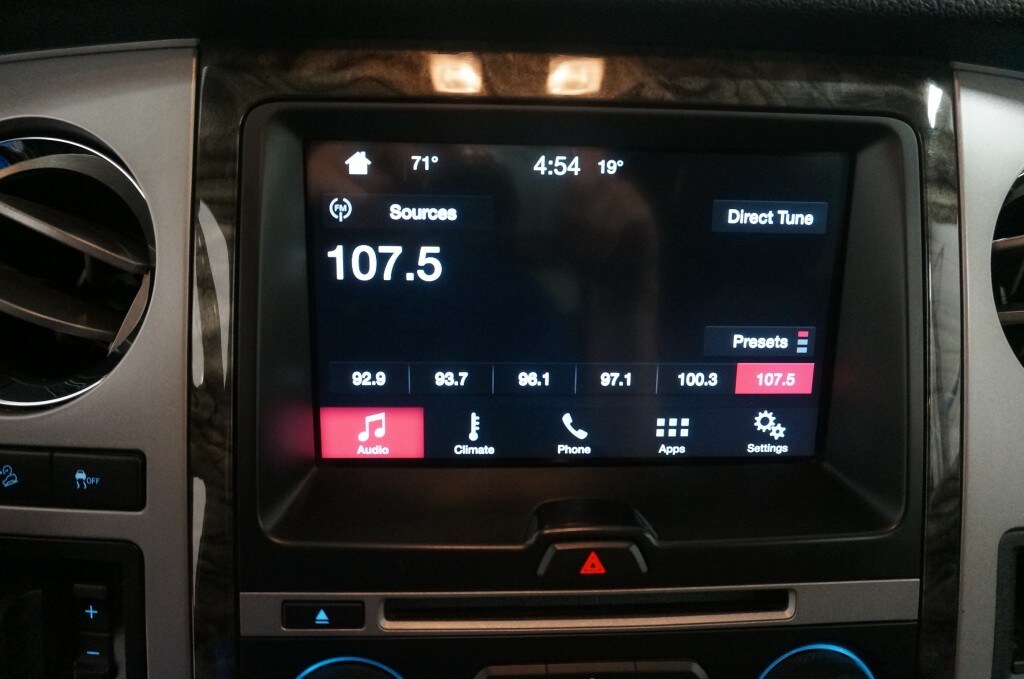 71° 4:54 19°
FM Sources Direct Tune
107.5
Presets
92.9 93.7 96.1 97.1 100.3 107.5
Audio Climate Phone Apps Settings
OFF
+
−